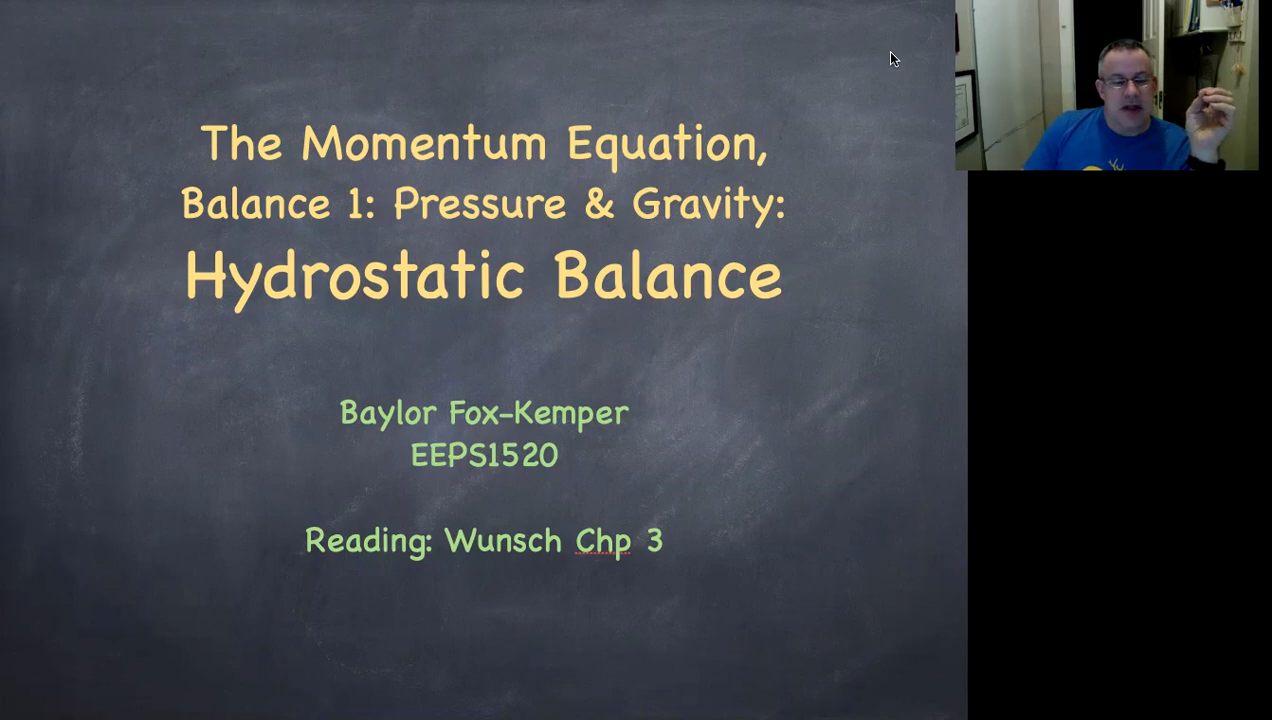 The Momentum Equation,
Balance 1: Pressure & Gravity:
Hydrostatic Balance
Baylor Fox-Kemper
EEPS1520
Reading: Wunsch Chp 3